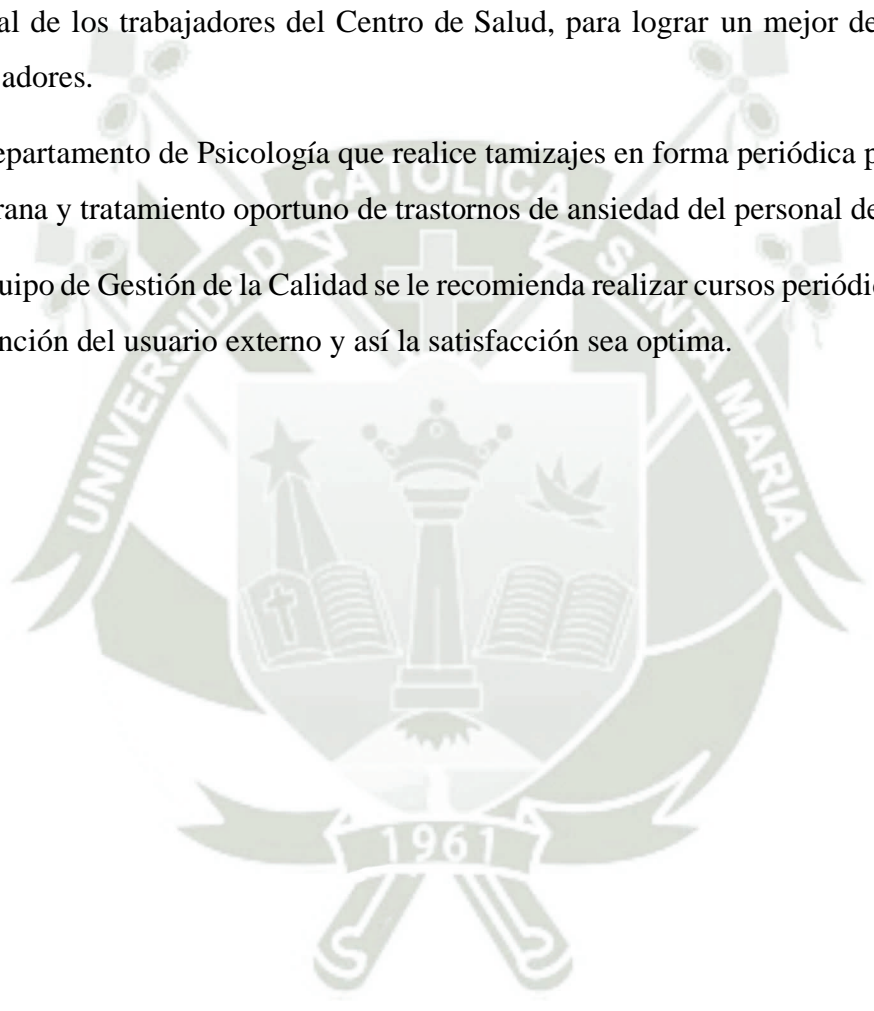 al de los trabajadores del Centro de Salud, para lograr un mejor de
adores.
epartamento de Psicología que realice tamizajes en forma periódica p
rana y tratamiento oportuno de trastornos de ansiedad del personal de
uipo de Gestión de la Calidad se le recomienda realizar cursos periódic
nción del usuario externo y así la satisfacción sea optima.
UNIVERSIDAD CATOLICA SANTA MARIA
1961